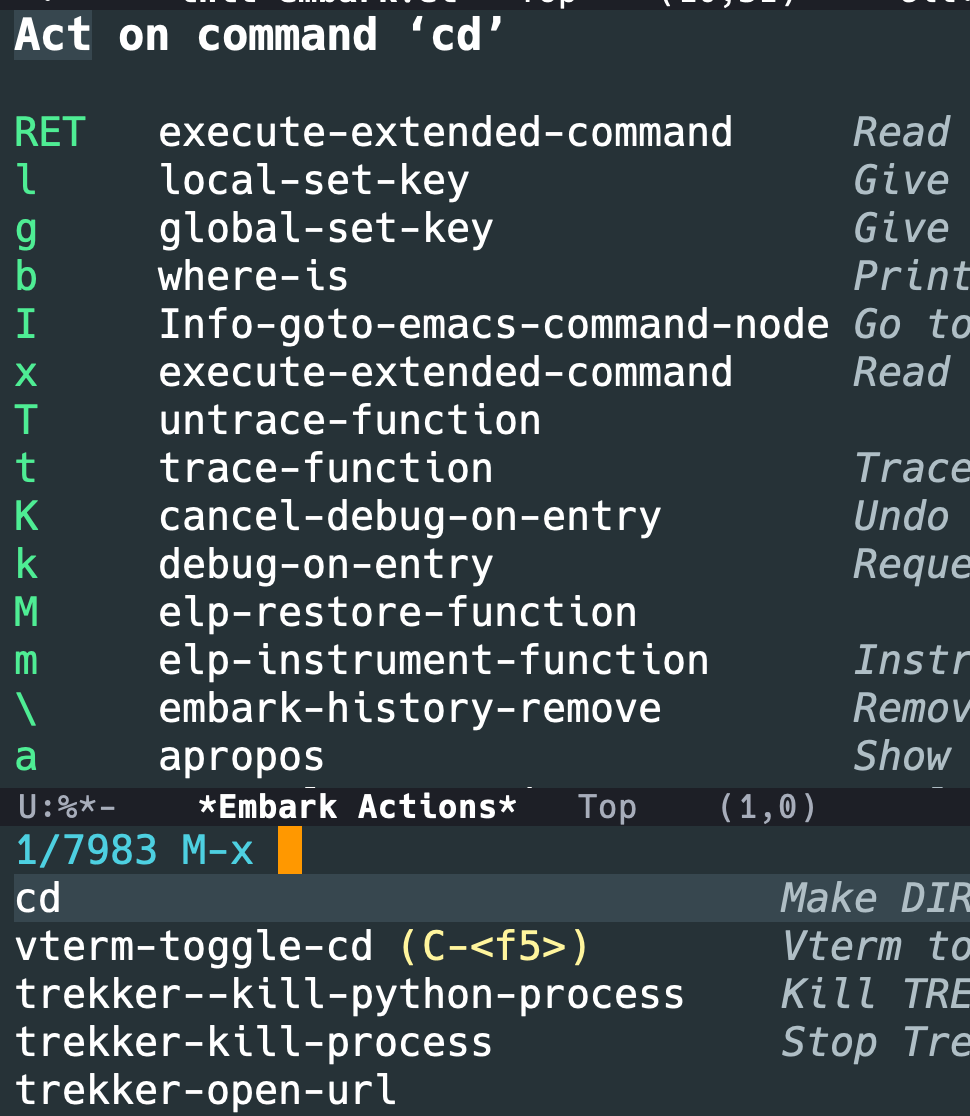 Act on command ‘cd’
RET execute-extended-command Read
l local-set-key Give
g global-set-key Give
b where-is Print
I Info-goto-emacs-command-node Go to
x execute-extended-command Read
T untrace-function
t trace-function Trace
K cancel-debug-on-entry Undo
k debug-on-entry Reque
M elp-restore-function
m elp-instrument-function Instr
\ embark-history-remove Remov
a apropos Show
U:%*- *Embark Actions* Top (1,0)
1/7983 M-x
cd Make DIR
vterm-toggle-cd (C-<f5>) Vterm to
trekker--kill-python-process Kill TRE
trekker-kill-process Stop Tre
trekker-open-url